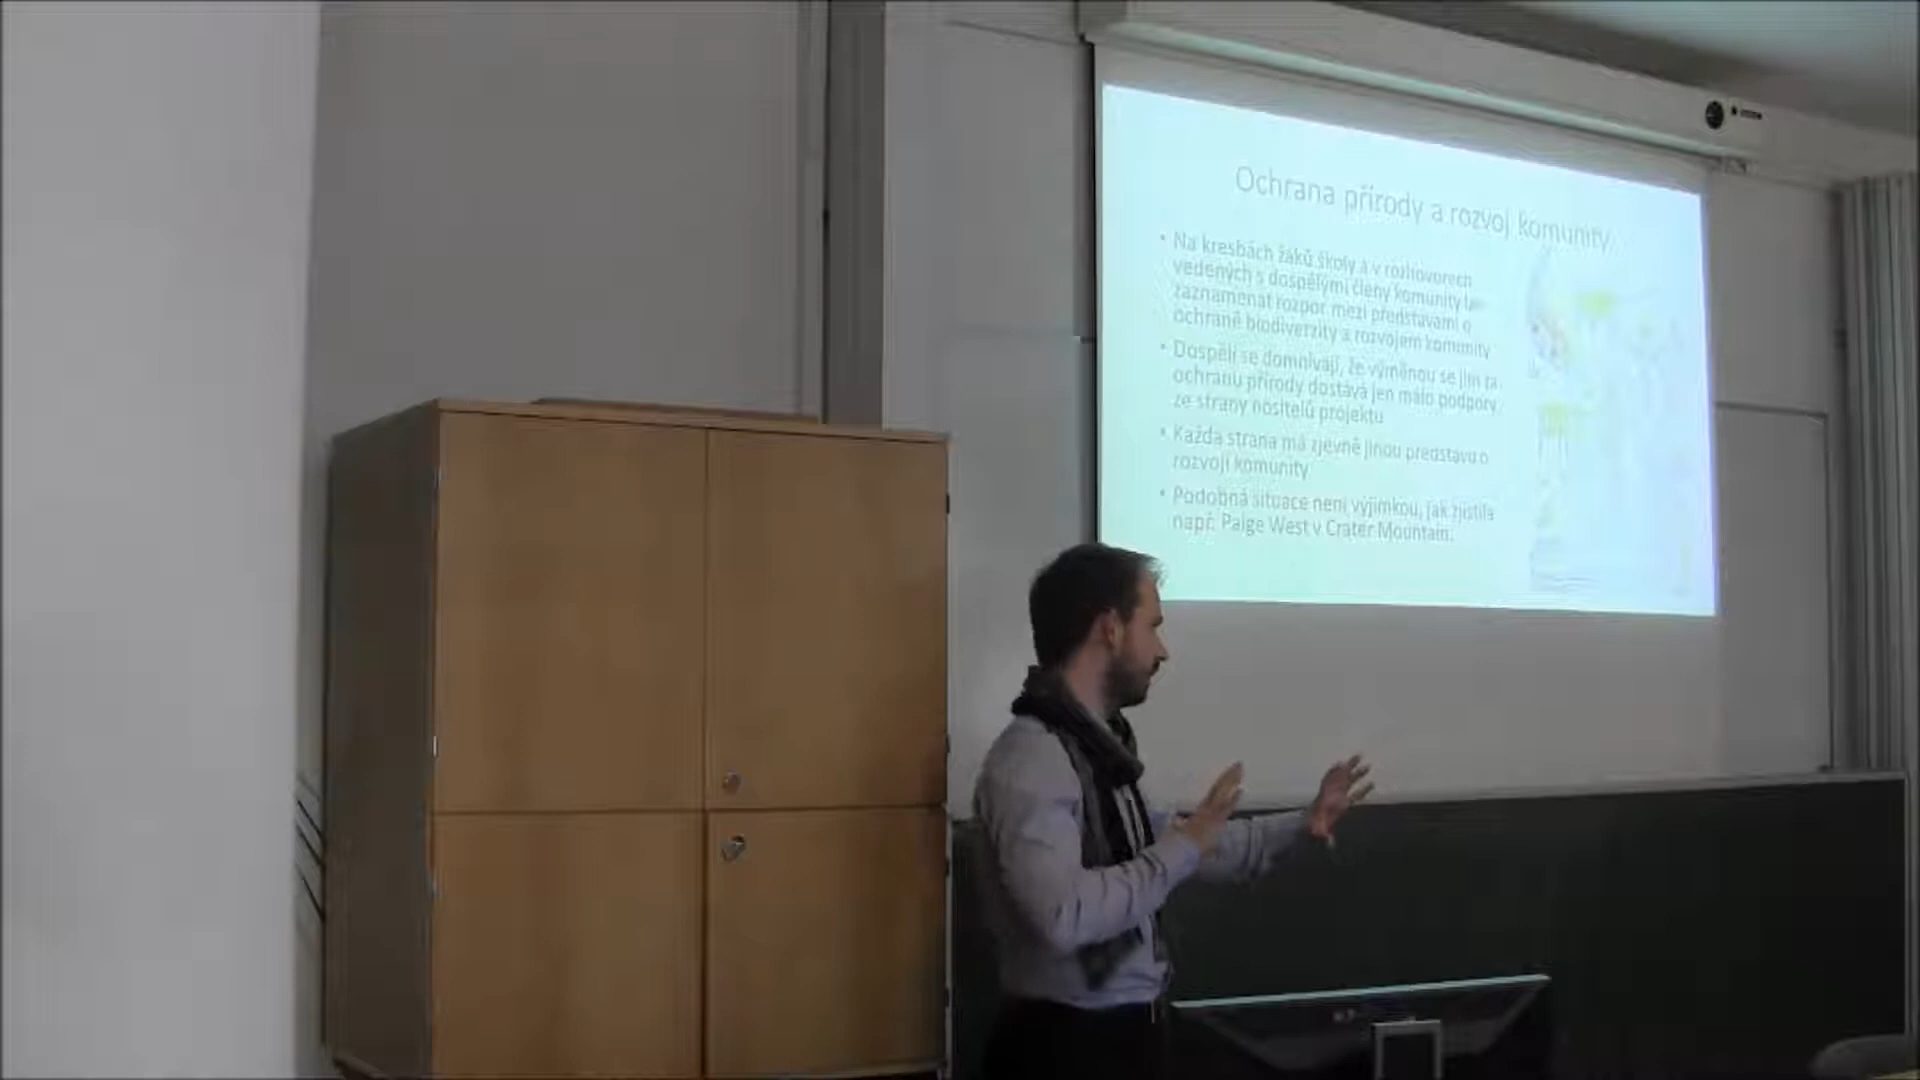 Ochrana přírody a rozvoj komunity
• Na kresbách žáků školy a v rozhovorech
vedených s dospělými členy komunity lze
zaznamenat rozpor mezi představami o
ochraně biodiverzity a rozvojem komunity
• Dospělí se domnívají, že výměnou se jim za
ochranu přírody dostává jen málo podpory
ze strany nositelů projektu
• Každá strana má zjevně jinou představu o
rozvoji komunity
• Podobná situace není výjimkou, jak zjistila
např. Paige West v Crater Mountain.